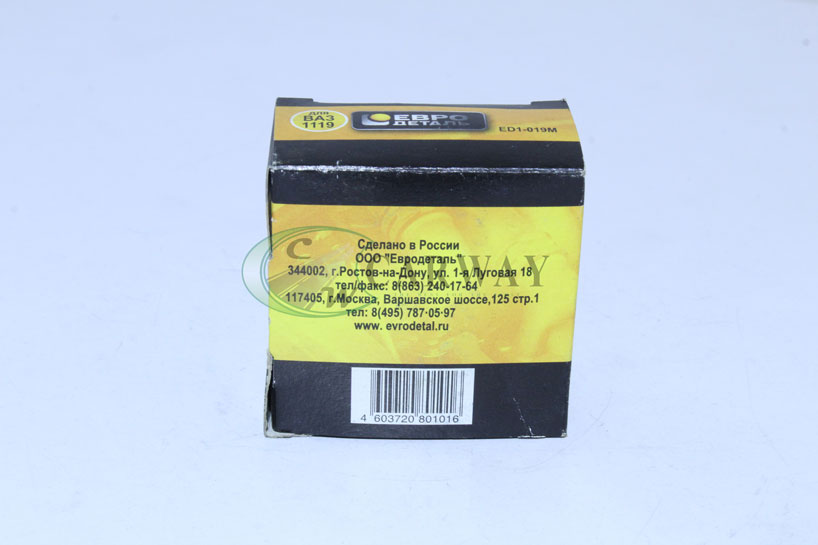 ДЛЯ
ВАЗ
1119
ЕВРО
ДЕТАЛЬ
ED1-019M
Сделано в России
ООО "Евродеталь"
344002, г.Ростов-на-Дону, ул. 1-я Луговая 18
тел/факс: 8(863) 240-17-64
117405, г.Москва, Варшавское шоссе,125 стр.1
тел: 8(495) 787-05-97
www. evrodetal.ru
CARWAY
CW
4 603720 801016